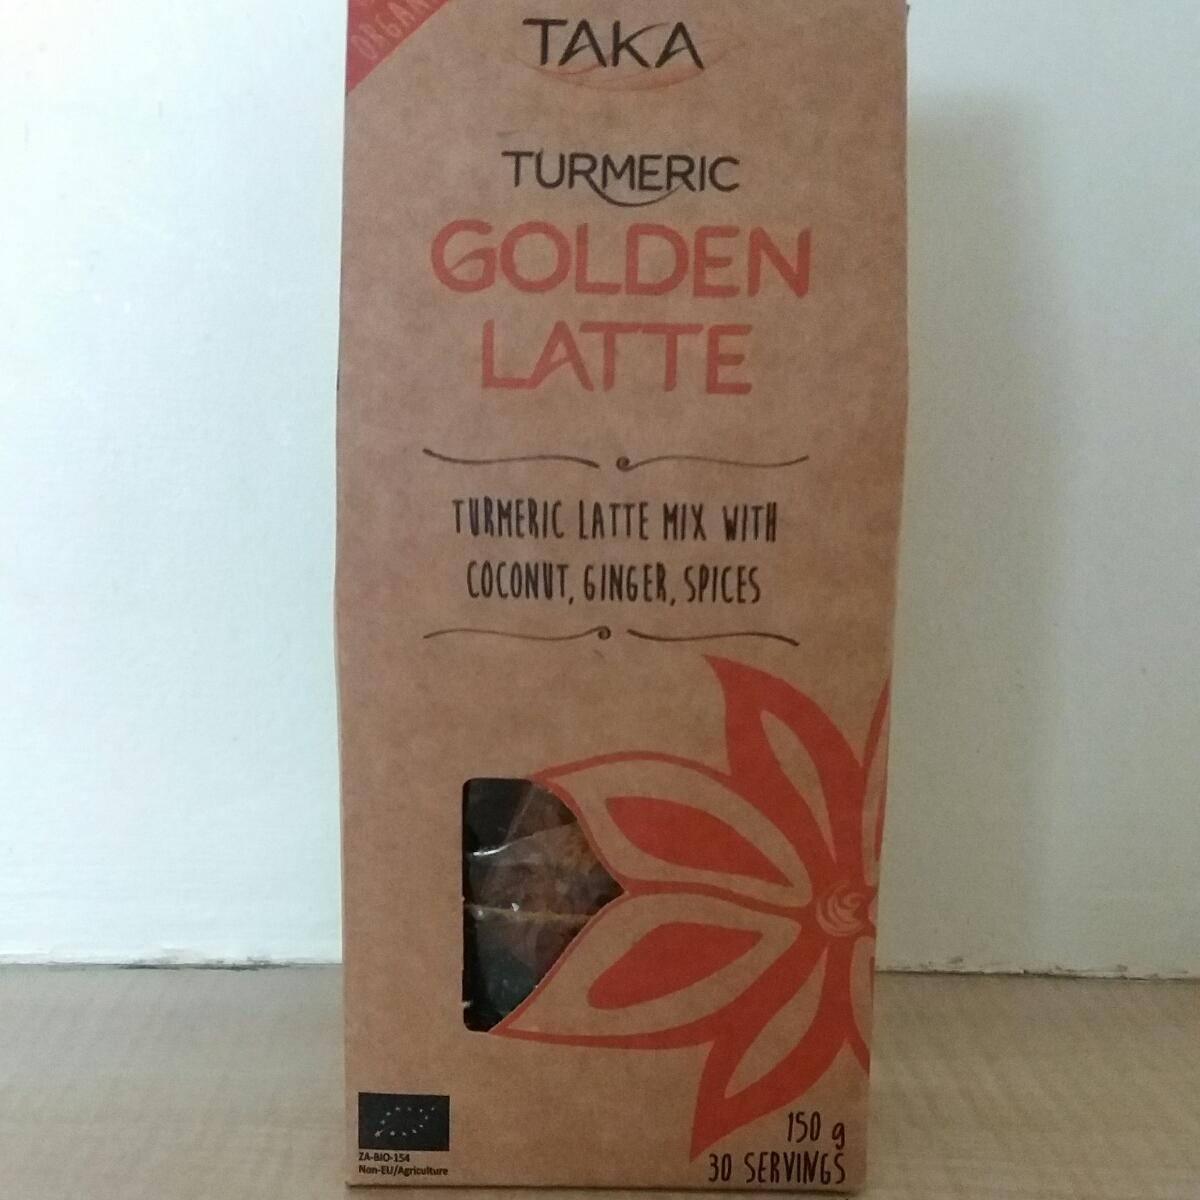 ORGAN
TAKA
TURMERIC
GOLDEN
LATTE
TURMERIC LATTE MIX WITH
COCONUT, GINGER, SPICES
ZA-BIO-154
Non-EU/Agriculture
150 g
30 SERVINGS